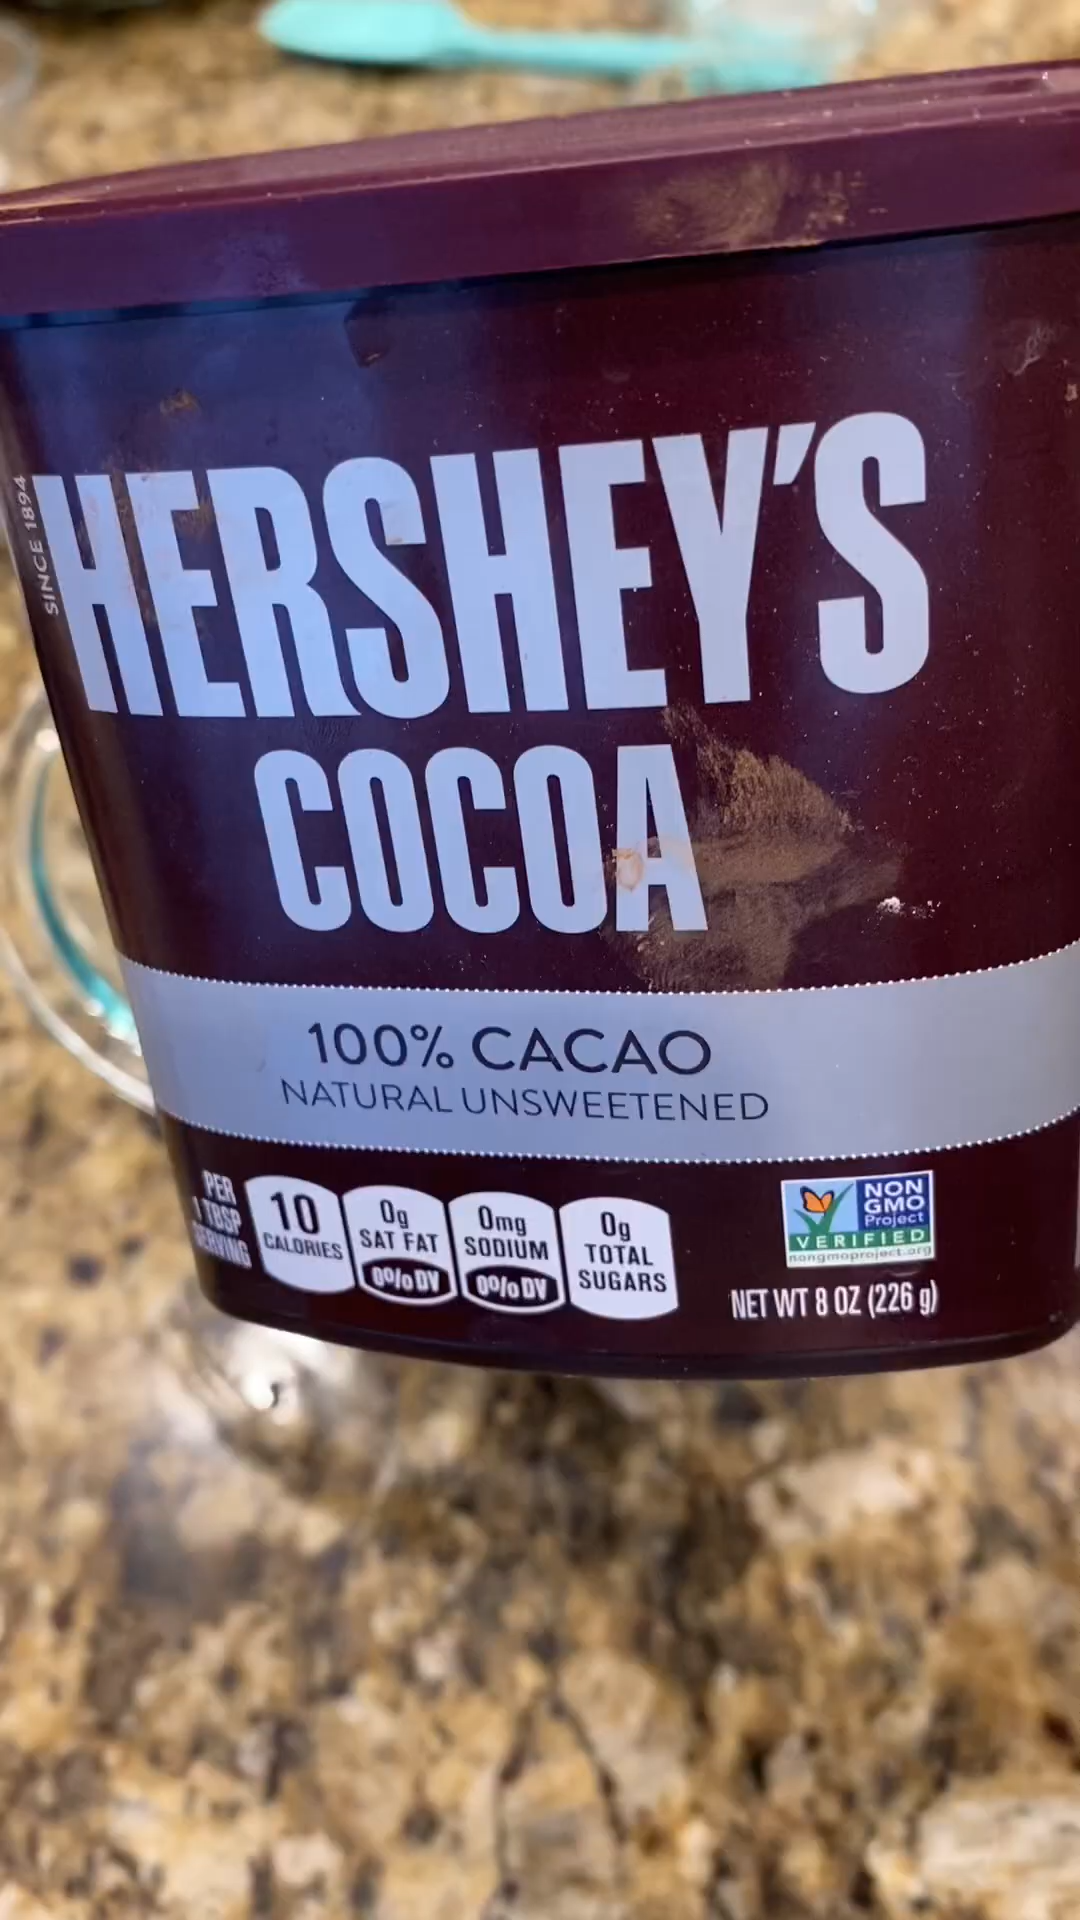 SINCE 1894
HERSHEY'S
COCOA
100% CACAO
NATURAL UNSWEETENED
PER
1 TBSP
SERVING
10
CALORIES
0g
SAT FAT
0% DV
0mg
SODIUM
0% DV
0g
TOTAL
SUGARS
NON
GMO
Project
VERIFIED
nongmoproject.org
NET WT 8 OZ (226 g)